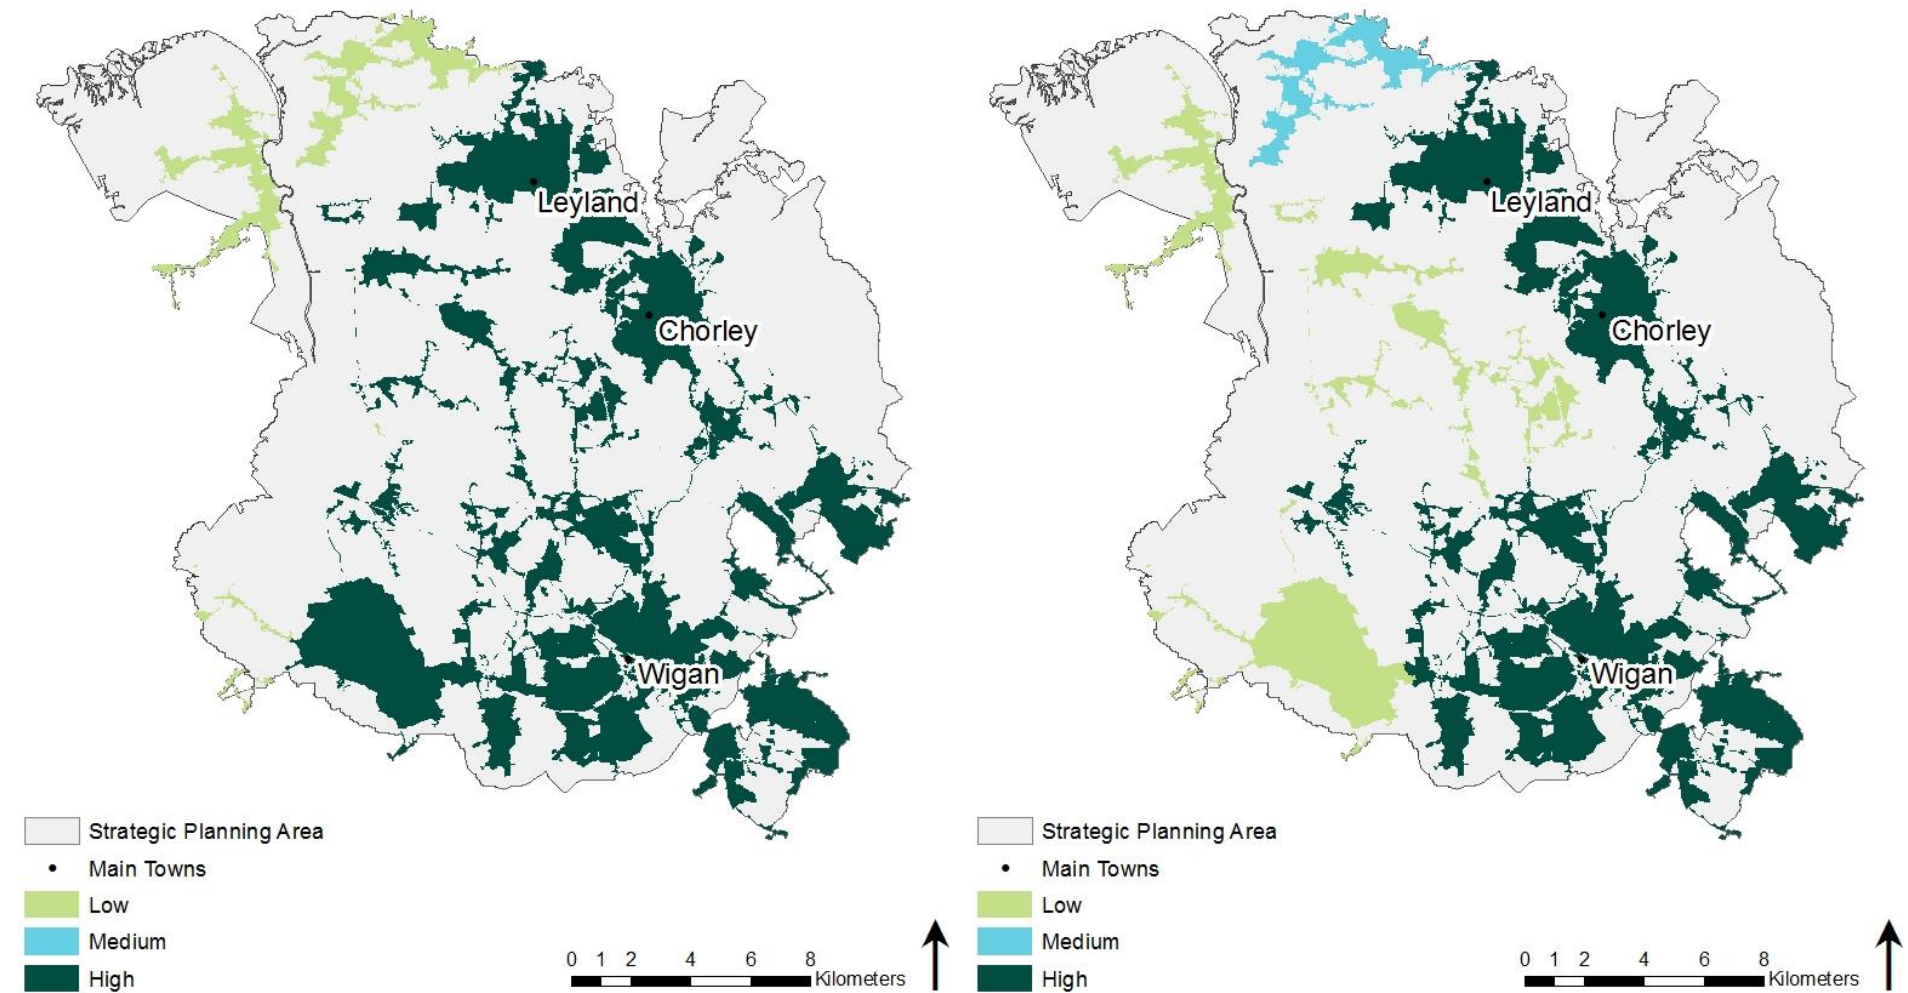 Leyland
Chorley
Wigan
Strategic Planning Area
Main Towns
Low
Medium
High
0 1 2 4 6 8
Kilometers
Leyland
Chorley
Wigan
Strategic Planning Area
Main Towns
Low
Medium
High
0 1 2 4 6 8
Kilometers